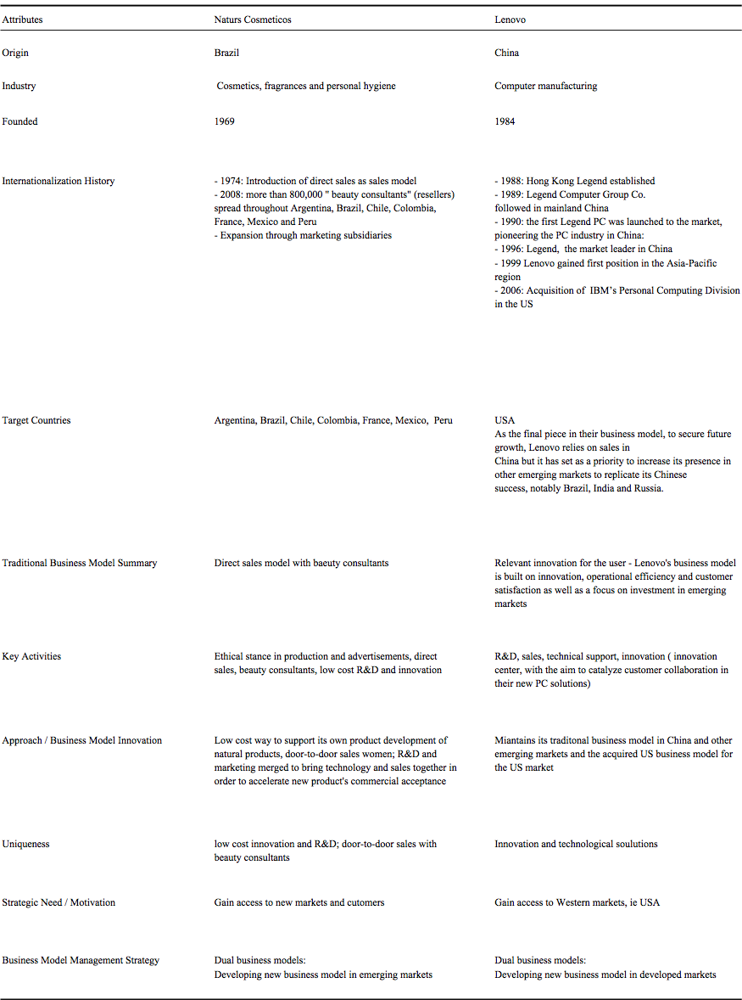 Attributes Naturs Cosmeticos Lenovo
Origin Brazil China
Industry Cosmetics, fragrances and personal hygiene Computer manufacturing
Founded 1969 1984
Internationalization History - 1974: Introduction of direct sales as sales model - 1988: Hong Kong Legend established
- 2008: more than 800,000 " beauty consultants" (resellers) - 1989: Legend Computer Group Co.
spread throughout Argentina, Brazil, Chile, Colombia, followed in mainland China
France, Mexico and Peru - 1990: the first Legend PC was launched to the market,
- Expansion through marketing subsidiaries pioneering the PC industry in China:
- 1996: Legend, the market leader in China
- 1999 Lenovo gained first position in the Asia-Pacific
region
- 2006: Acquisition of IBM's Personal Computing Division
in the US
Target Countries Argentina, Brazil, Chile, Colombia, France, Mexico, Peru USA
As the final piece in their business model, to secure future
growth, Lenovo relies on sales in
China but it has set as a priority to increase its presence in
other emerging markets to replicate its Chinese
success, notably Brazil, India and Russia.
Traditional Business Model Summary Direct sales model with baeuty consultants Relevant innovation for the user - Lenovo's business model
is built on innovation, operational efficiency and customer
satisfaction as well as a focus on investment in emerging
markets
Key Activities Ethical stance in production and advertisements, direct R&D, sales, technical support, innovation ( innovation
sales, beauty consultants, low cost R&D and innovation center, with the aim to catalyze customer collaboration in
their new PC solutions)
Approach / Business Model Innovation Low cost way to support its own product development of Miantains its traditonal business model in China and other
natural products, door-to-door sales women; R&D and emerging markets and the acquired US business model for
marketing merged to bring technology and sales together in the US market
order to accelerate new product's commercial acceptance
Uniqueness low cost innovation and R&D; door-to-door sales with Innovation and technological soulutions
beauty consultants
Strategic Need / Motivation Gain access to new markets and cutomers Gain access to Western markets, ie USA
Business Model Management Strategy Dual business models: Dual business models:
Developing new business model in emerging markets Developing new business model in developed markets